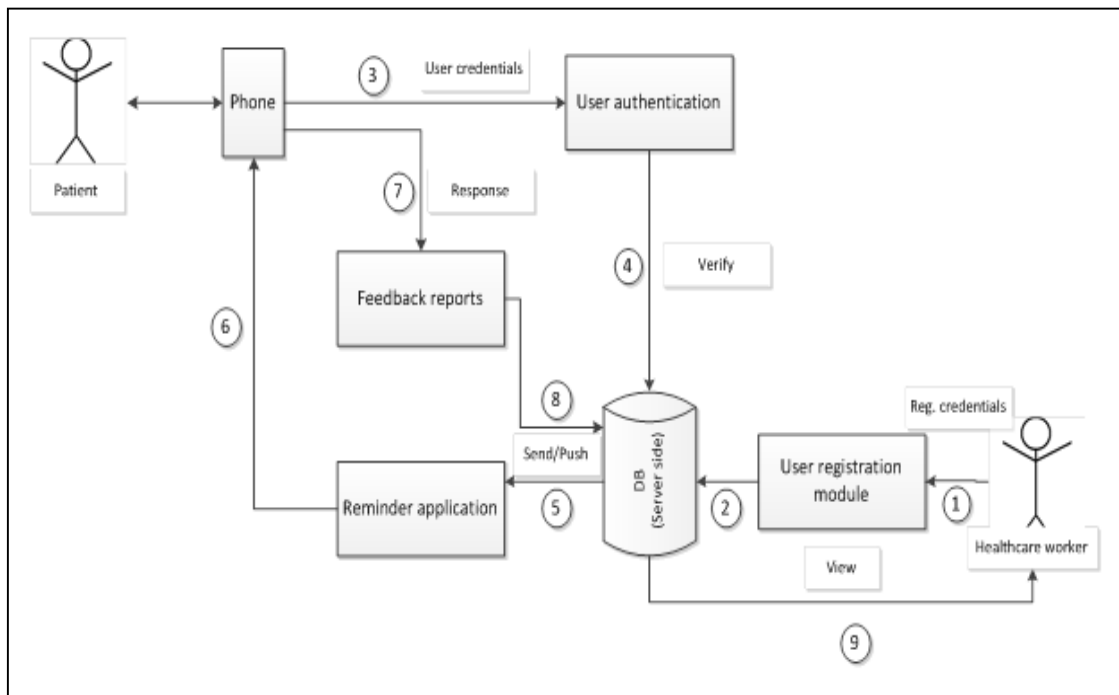 3
User credentials
Phone
User authentication
Patient
7
Response
4
Verify
Feedback reports
6
8
Reg. credentials
Send/Push
DB
(Server side)
User registration
module
Reminder application
5
2
1
Healthcare worker
View
9